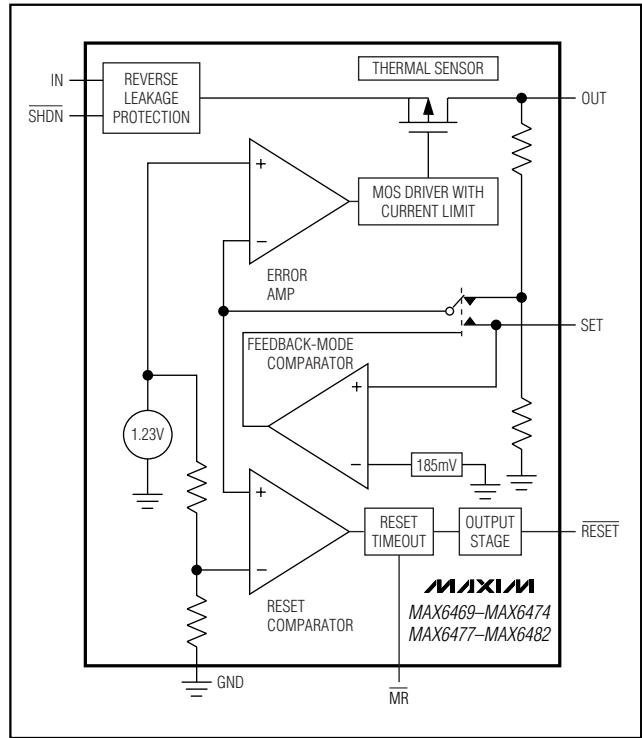 IN
SHDN
REVERSE
LEAKAGE
PROTECTION
THERMAL SENSOR
OUT
+
−
MOS DRIVER WITH
CURRENT LIMIT
ERROR
AMP
SET
FEEDBACK-MODE
COMPARATOR
+
−
1.23V
185mV
+
−
RESET
TIMEOUT
OUTPUT
STAGE
RESET
RESET
COMPARATOR
MAXIM
MAX6469–MAX6474
MAX6477–MAX6482
GND
MR